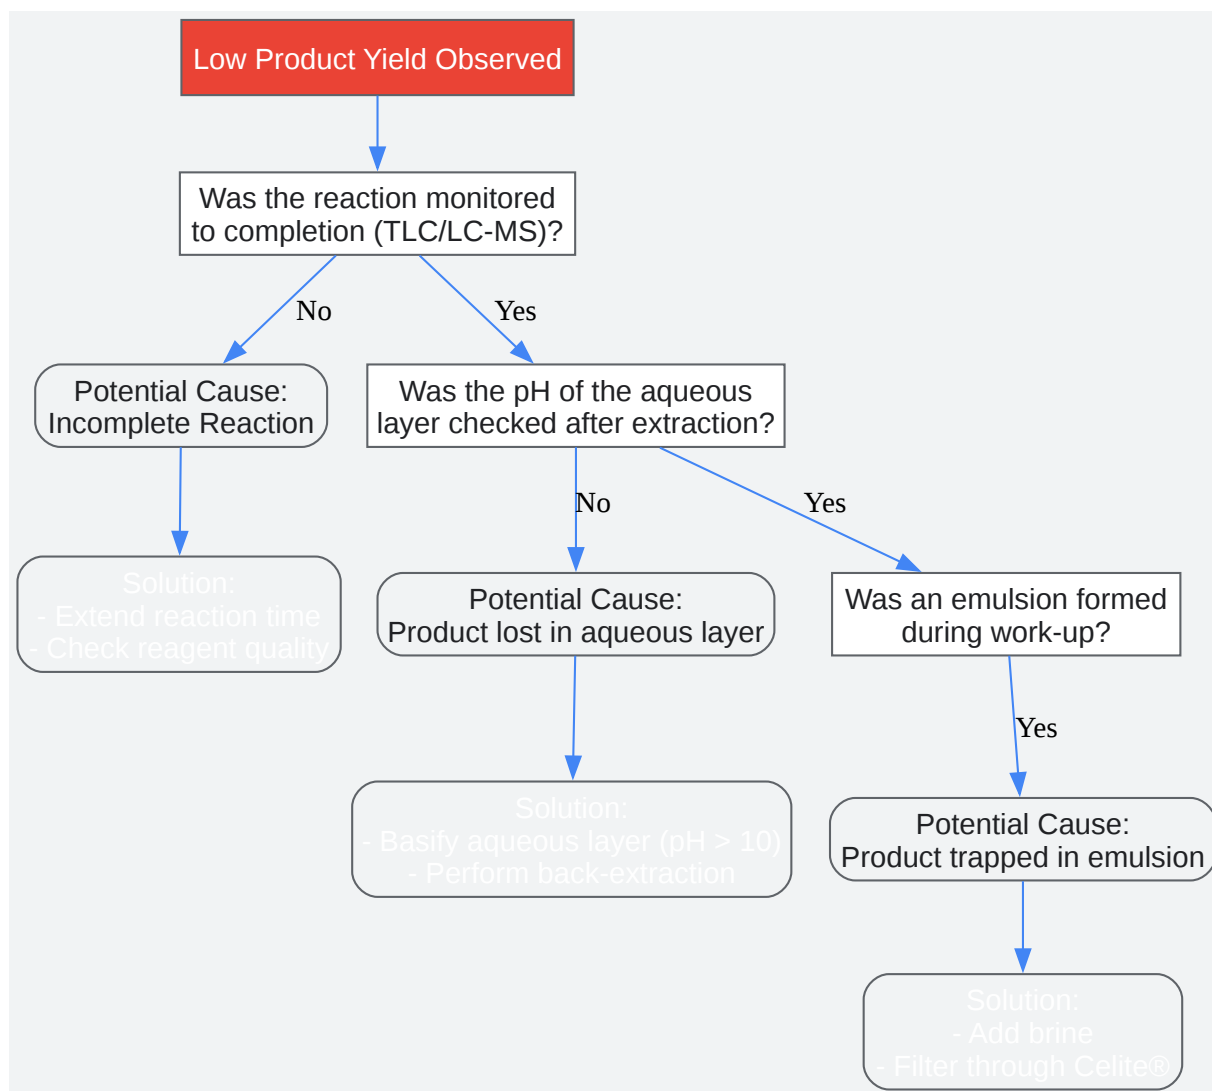 Low Product Yield Observed
Was the reaction monitored
to completion (TLC/LC-MS)?
No
Yes
Potential Cause:
Incomplete Reaction
Was the pH of the aqueous
layer checked after extraction?
No
Yes
Solution:
- Extend reaction time
- Check reagent quality
Potential Cause:
Product lost in aqueous layer
Was an emulsion formed
during work-up?
Yes
Solution:
- Basify aqueous layer (pH > 10)
- Perform back-extraction
Potential Cause:
Product trapped in emulsion
Solution:
- Add brine
- Filter through Celite®